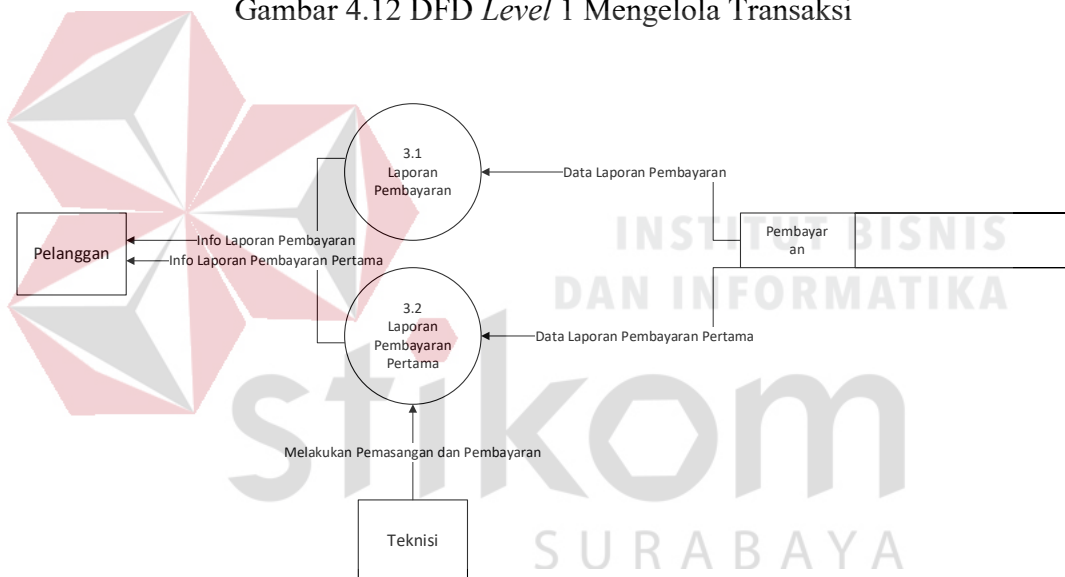 Gambar 4.12 DFD Level 1 Mengelola Transaksi
3.1
Laporan
Pembayaran
Data Laporan Pembayaran
Pelanggan
Info Laporan Pembayaran
Info Laporan Pembayaran Pertama
Pembayar
an
INSTITUT BISNIS
DAN INFORMATIKA
3.2
Laporan
Pembayaran
Pertama
Data Laporan Pembayaran Pertama
stikom
Melakukan Pemasangan dan Pembayaran
Teknisi
SURABAYA